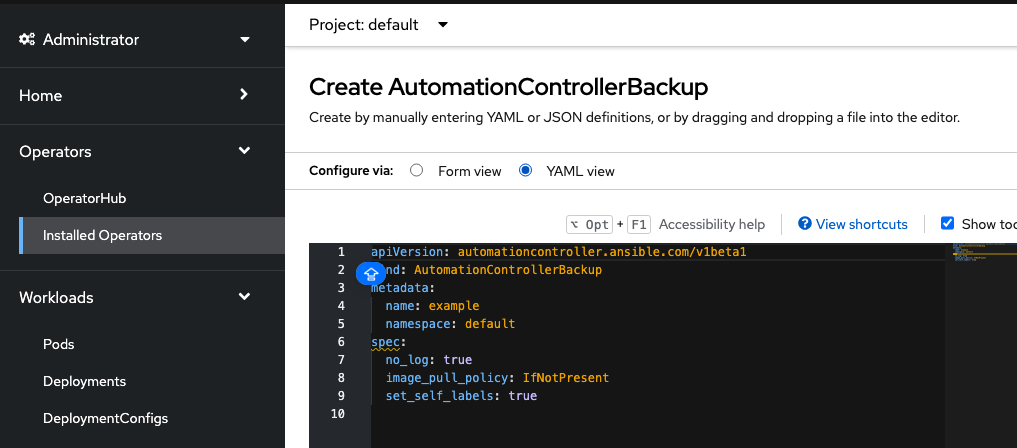 Administrator
Home
Operators
OperatorHub
Installed Operators
Workloads
Pods
Deployments
DeploymentConfigs
Project: default
Create AutomationControllerBackup
Create by manually entering YAML or JSON definitions, or by dragging and dropping a file into the editor.
Configure via: Form view YAML view
⌥ Opt + F1 Accessibility help View shortcuts Show too
1 apiVersion: automationcontroller.ansible.com/v1beta1
2 nd: AutomationControllerBackup
3 metadata:
4 name: example
5 namespace: default
6 spec:
7 no_log: true
8 image_pull_policy: IfNotPresent
9 set_self_labels: true
10